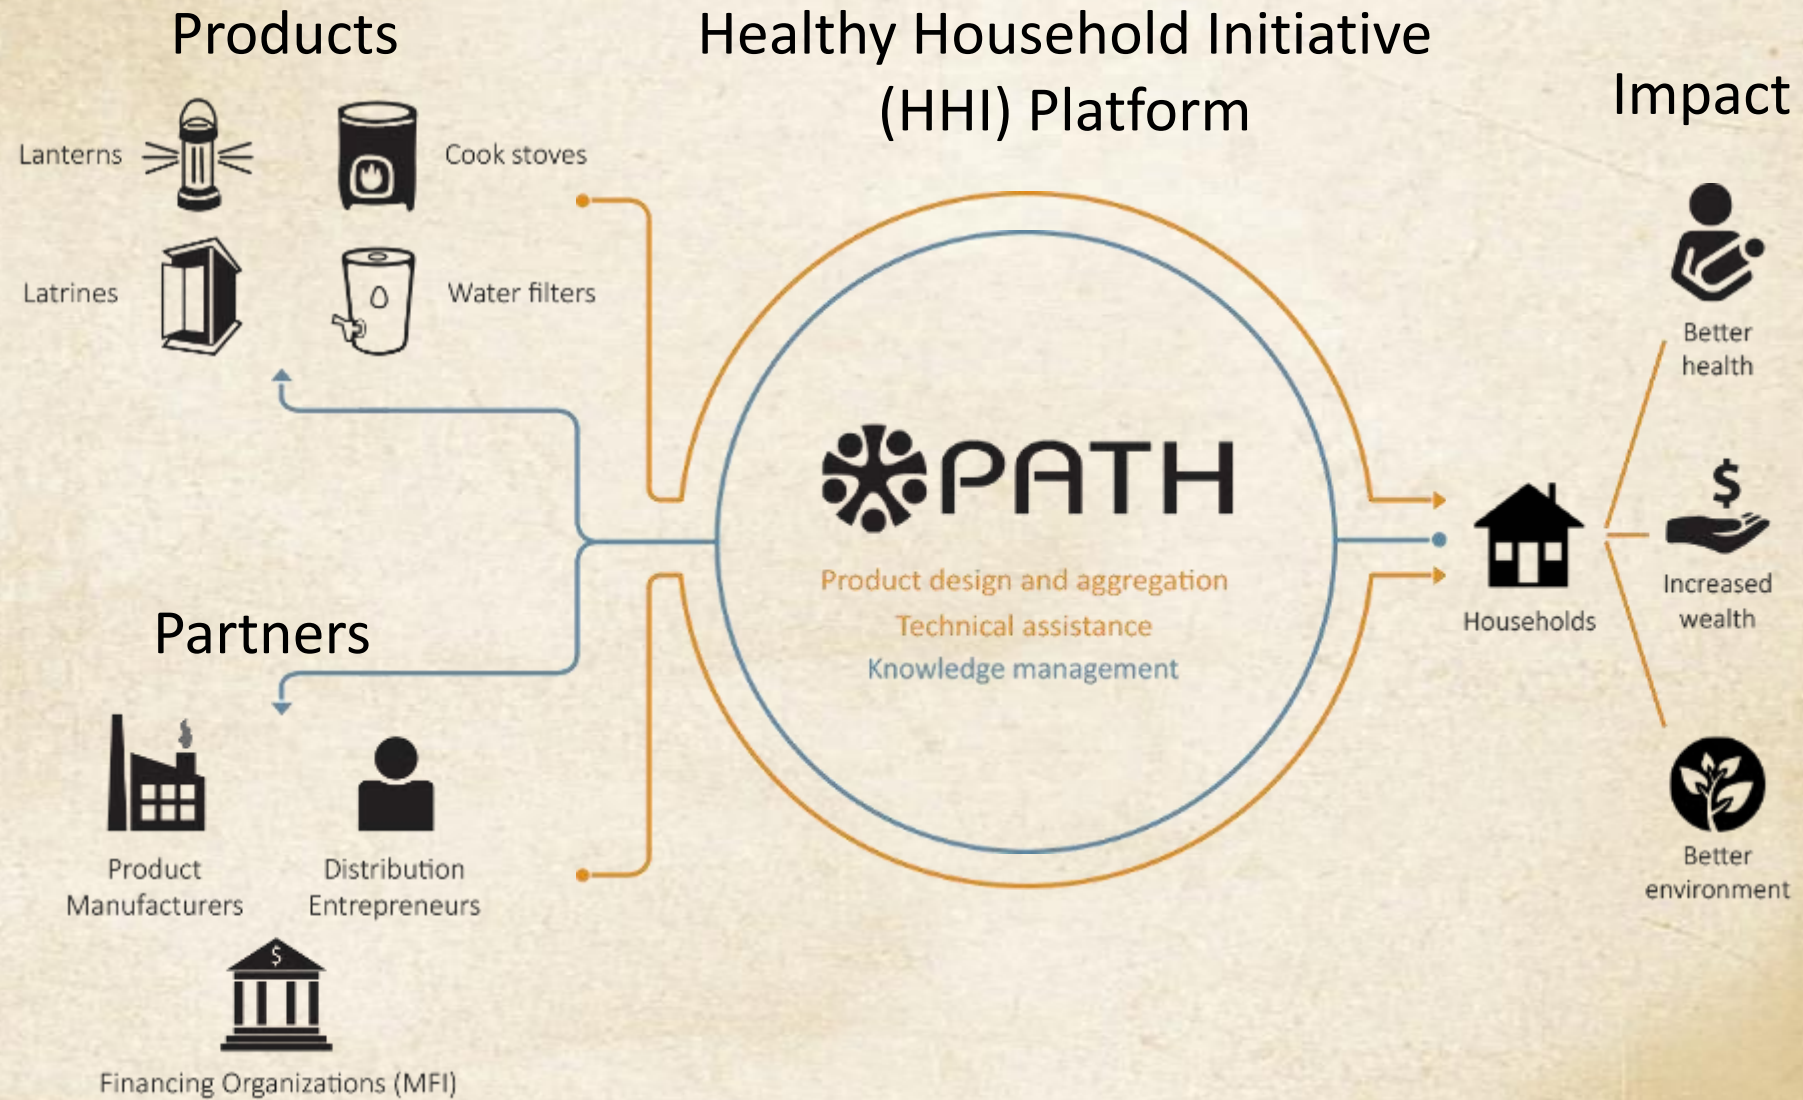 Products
Lanterns
Cook stoves
Latrines
Water filters
Partners
Product
Manufacturers
Distribution
Entrepreneurs
$
Financing Organizations (MFI)
Healthy Household Initiative
(HHI) Platform
PATH
Product design and aggregation
Technical assistance
Knowledge management
Households
Impact
Better
health
$
Increased
wealth
Better
environment